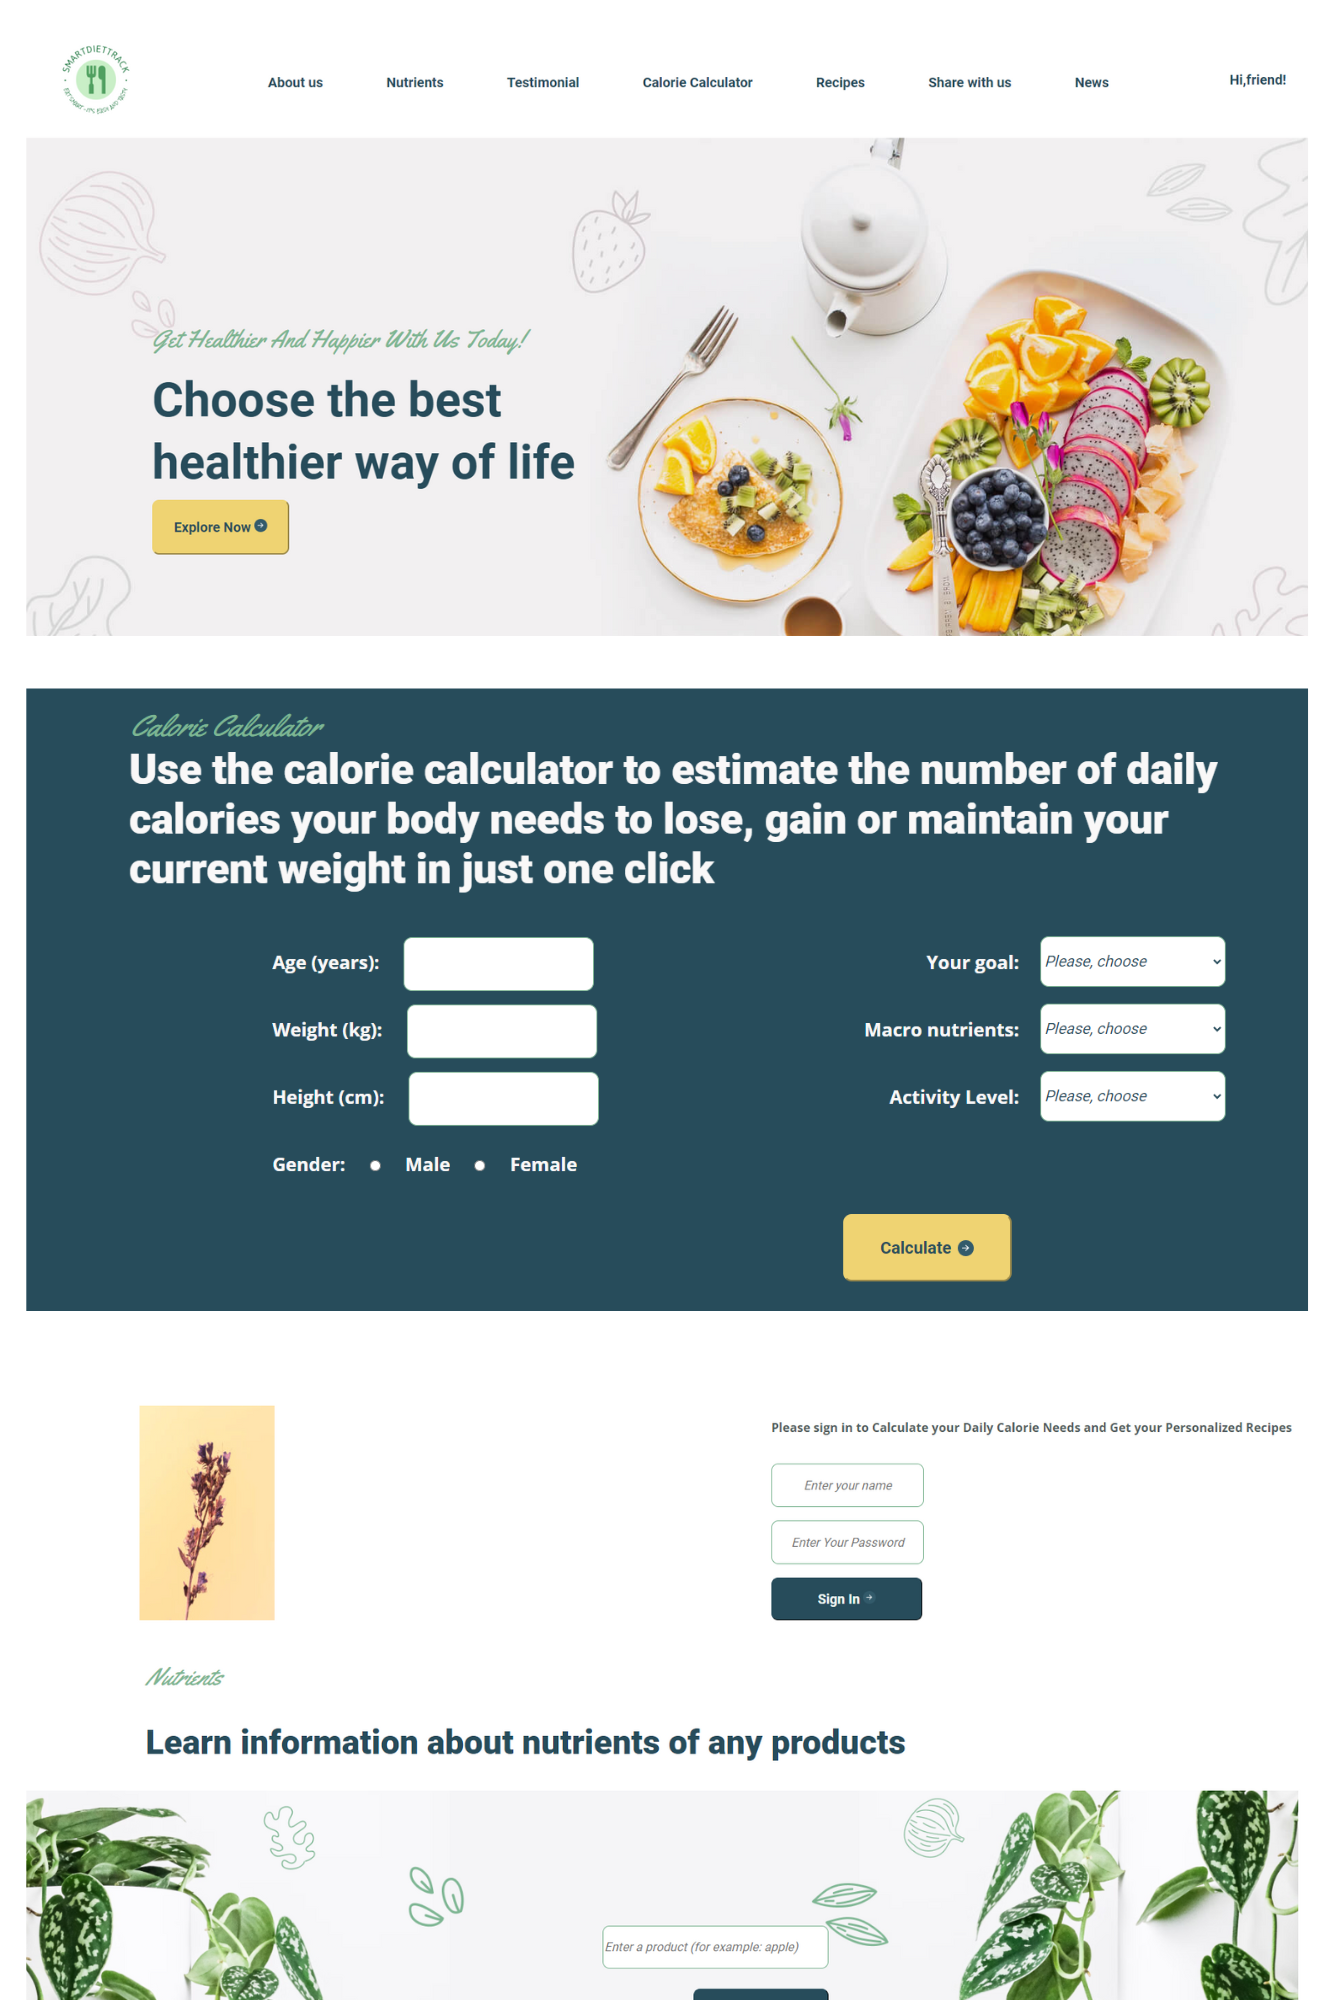 SMARTDIETTRACK
About us
Nutrients
Testimonial
Calorie Calculator
Recipes
Share with us
News
Hi,friend!
Get Healthier And Happier With Us Today!
Choose the best
healthier way of life
Explore Now
Calorie Calculator
Use the calorie calculator to estimate the number of daily
calories your body needs to lose, gain or maintain your
current weight in just one click
Age (years):
Your goal: Please, choose
Weight (kg):
Macro nutrients: Please, choose
Height (cm):
Activity Level: Please, choose
Gender: Male Female
Calculate
Please sign in to Calculate your Daily Calorie Needs and Get your Personalized Recipes
Enter your name
Enter Your Password
Sign In
Nutrients
Learn information about nutrients of any products
Enter a product (for example: apple)